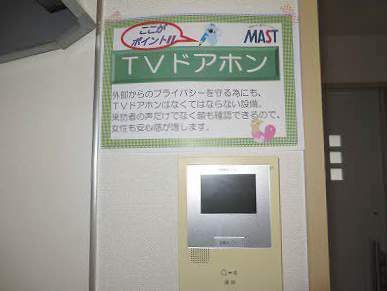 ここが
ポイント!!
MAST
TVドアホン
外部からのプライバシーを守る為にも、
TVドアホンはなくてはならない設備。
来訪者の声だけでなく顔も確認できるので、
女性も安心感が増します。